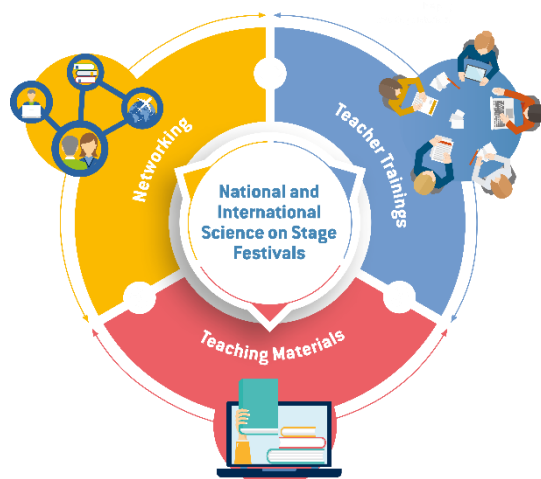 Networking
Teacher Trainings
National and
International
Science on Stage
Festivals
Teaching Materials